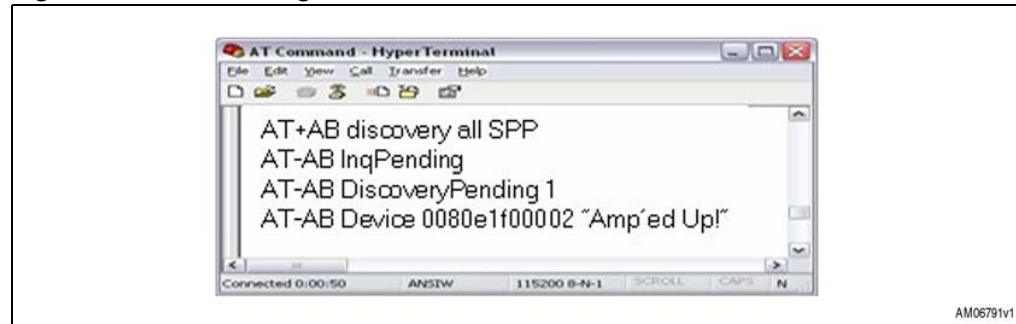 AT Command - HyperTerminal
File Edit View Call Transfer Help
AT+AB discovery all SPP
AT-AB InqPending
AT-AB DiscoveryPending 1
AT-AB Device 0080e1f00002 ˝Amp´ed Up!˝
Connected 0:00:50 ANSIW 115200 8-N-1 SCROLL CAPS N
AM06791v1